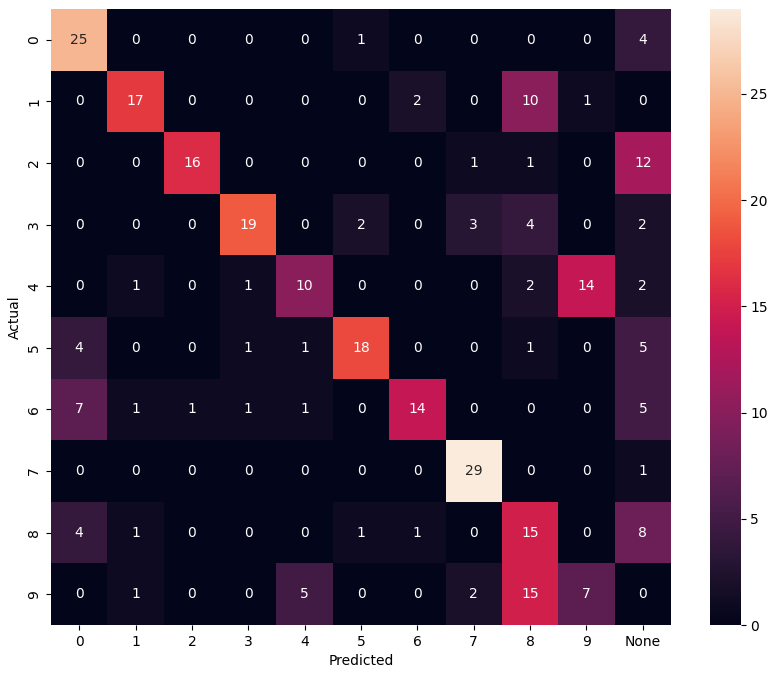 0 25 0 0 0 0 1 0 0 0 0 4
1 0 17 0 0 0 0 2 0 10 1 0
2 0 0 16 0 0 0 0 1 1 0 12
3 0 0 0 19 0 2 0 3 4 0 2
4 0 1 0 1 10 0 0 0 2 14 2
5 4 0 0 1 1 18 0 0 1 0 5
6 7 1 1 1 1 0 14 0 0 0 5
7 0 0 0 0 0 0 0 29 0 0 1
8 4 1 0 0 0 1 1 0 15 0 8
9 0 1 0 0 5 0 0 2 15 7 0
0 1 2 3 4 5 6 7 8 9 None
Predicted
Actual
25
20
15
10
5
0